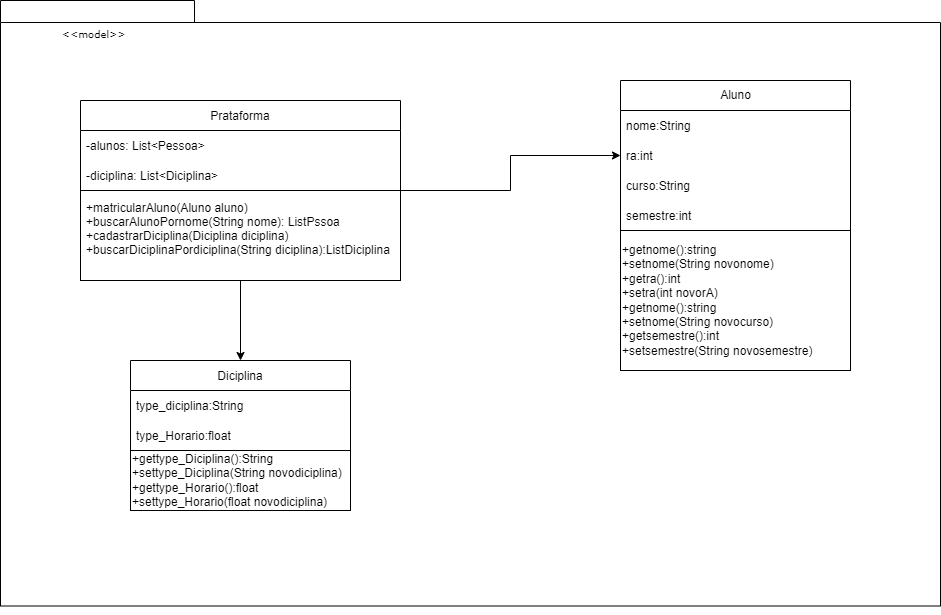 <<model>>
Prataforma
-alunos: List<Pessoa>
-diciplina: List<Diciplina>
+matricularAluno(Aluno aluno)
+buscarAlunoPornome(String nome): ListPssoa
+cadastrarDiciplina(Diciplina diciplina)
+buscarDiciplinaPordiciplina(String diciplina):ListDiciplina
Aluno
nome:String
ra:int
curso:String
semestre:int
+getnome():string
+setnome(String novonome)
+getra():int
+setra(int novorA)
+getnome():string
+setnome(String novocurso)
+getsemestre():int
+setsemestre(String novosemestre)
Diciplina
type_diciplina:String
type_Horario:float
+gettype_Diciplina():String
+settype_Diciplina(String novodiciplina)
+gettype_Horario():float
+settype_Horario(float novodiciplina)